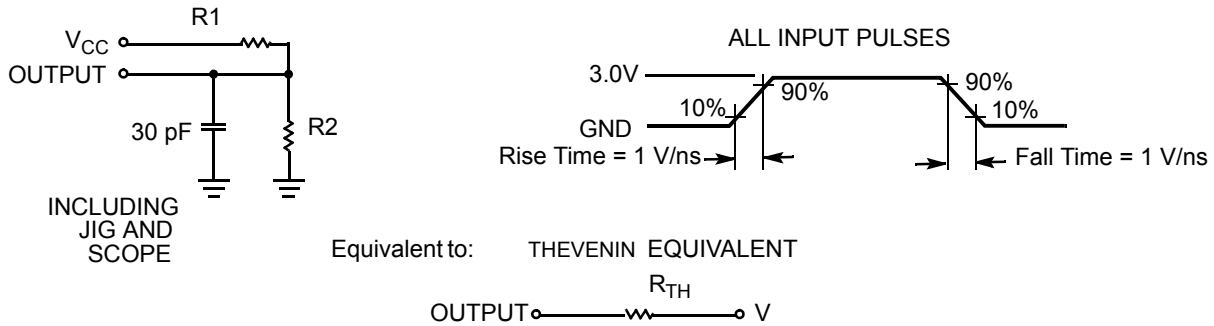 R1
VCC
OUTPUT
30 pF
R2
INCLUDING
JIG AND
SCOPE
ALL INPUT PULSES
3.0V
10%
90%
90%
10%
GND
Rise Time = 1 V/ns
Fall Time = 1 V/ns
Equivalent to: THEVENIN EQUIVALENT
RTH
OUTPUT V